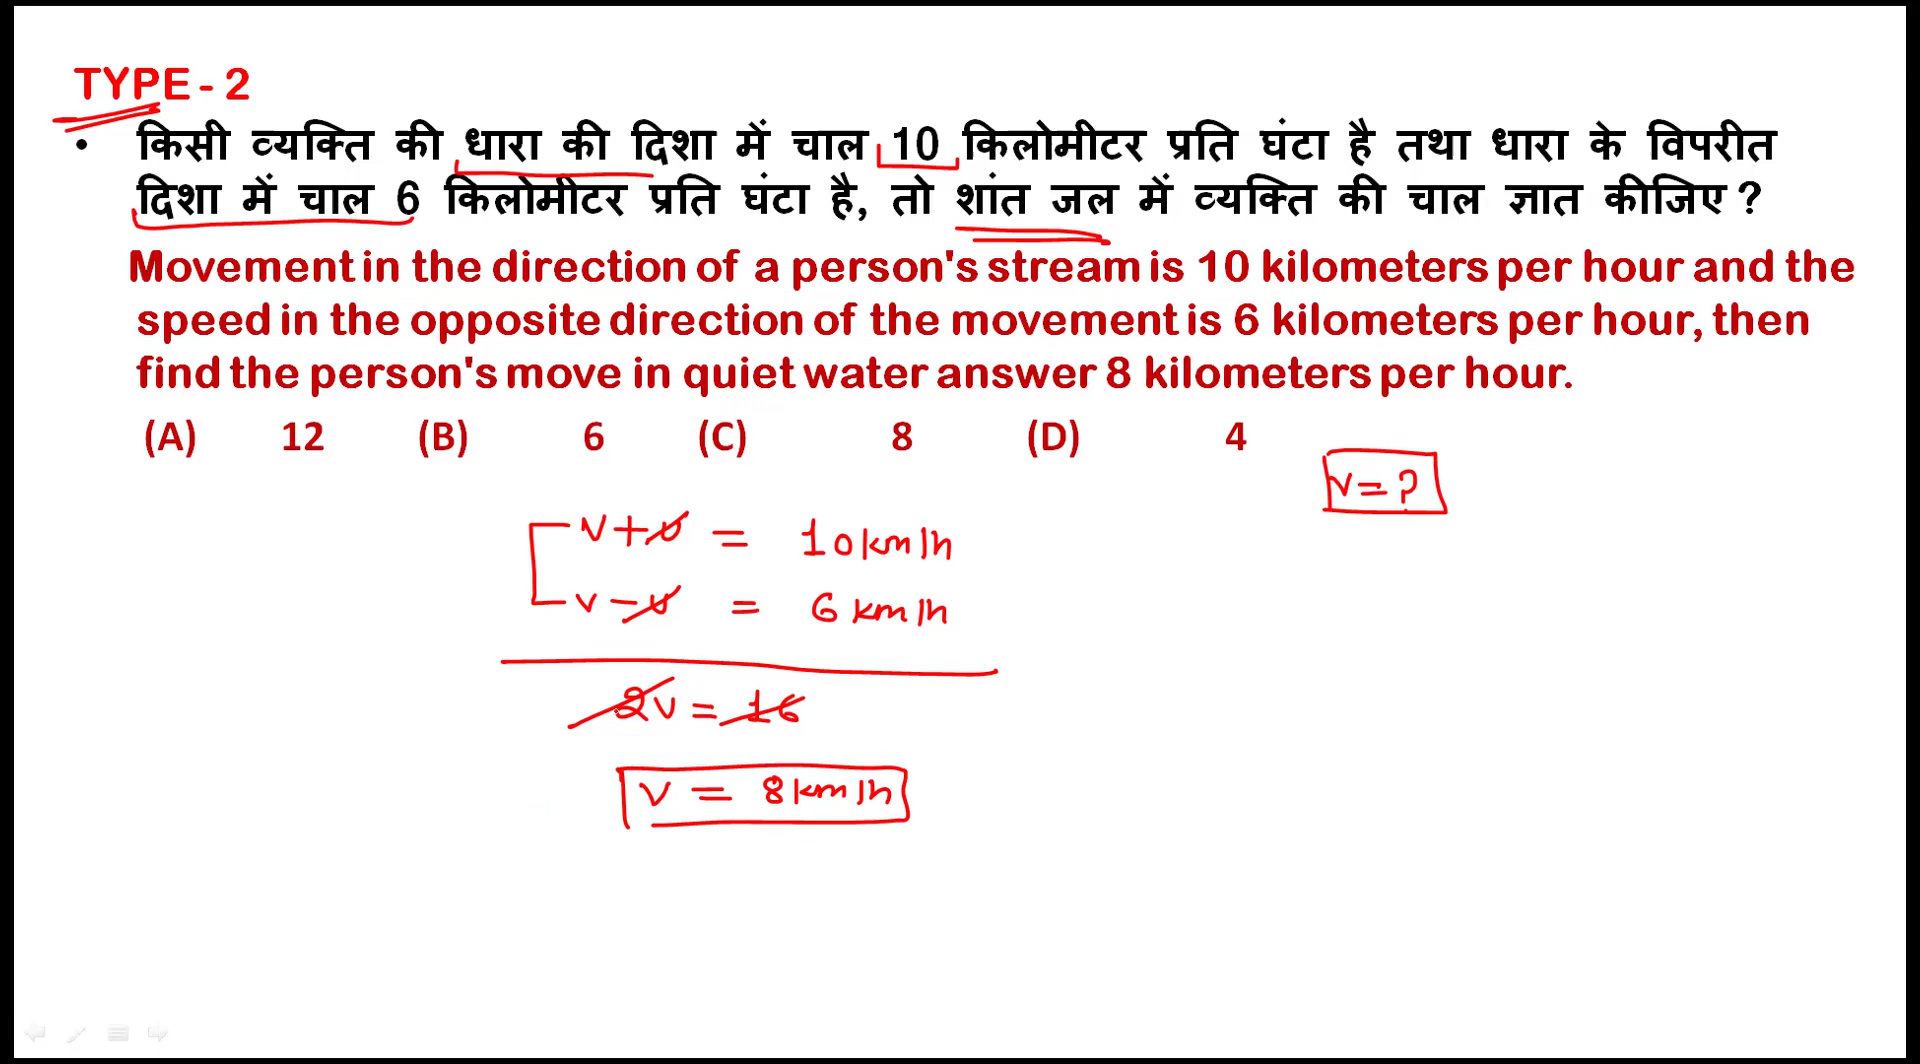 TYPE - 2
• किसी व्यक्ति की धारा की दिशा में चाल 10 किलोमीटर प्रति घंटा है तथा धारा के विपरीत
दिशा में चाल 6 किलोमीटर प्रति घंटा है, तो शांत जल में व्यक्ति की चाल ज्ञात कीजिए ?
Movement in the direction of a person's stream is 10 kilometers per hour and the
speed in the opposite direction of the movement is 6 kilometers per hour, then
find the person's move in quiet water answer 8 kilometers per hour.
(A) 12 (B) 6 (C) 8 (D) 4
v = ?
v + u = 10 km/h
v - u = 6 km/h
2v = 16
v = 8 km/h